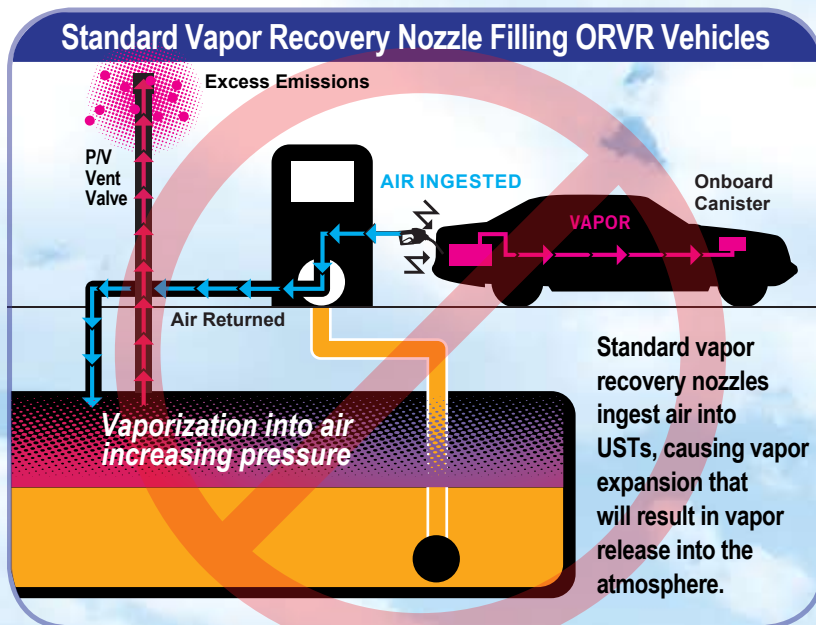 Standard Vapor Recovery Nozzle Filling ORVR Vehicles
Excess Emissions
P/V
Vent
Valve
AIR INGESTED
Onboard
Canister
VAPOR
Air Returned
Vaporization into air
increasing pressure
Standard vapor
recovery nozzles
ingest air into
USTs, causing vapor
expansion that
will result in vapor
release into the
atmosphere.